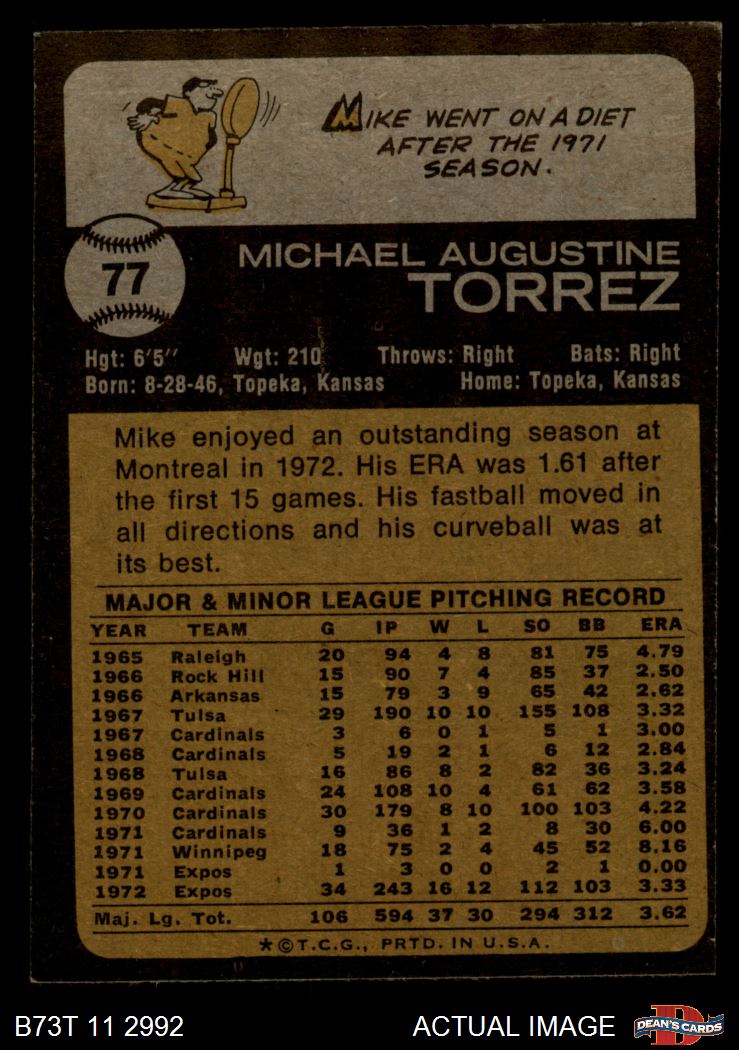 MIKE WENT ON A DIET
AFTER THE 1971
SEASON.
77
MICHAEL AUGUSTINE
TORREZ
Hgt: 6'5" Wgt: 210 Throws: Right Bats: Right
Born: 8-28-46, Topeka, Kansas Home: Topeka, Kansas
Mike enjoyed an outstanding season at
Montreal in 1972. His ERA was 1.61 after
the first 15 games. His fastball moved in
all directions and his curveball was at
its best.
MAJOR & MINOR LEAGUE PITCHING RECORD
YEAR TEAM G IP W L SO BB ERA
1965 Raleigh 20 94 4 8 81 75 4.79
1966 Rock Hill 15 90 7 4 85 37 2.50
1966 Arkansas 15 79 3 9 65 42 2.62
1967 Tulsa 29 190 10 10 155 108 3.32
1967 Cardinals 3 6 0 1 5 1 3.00
1968 Cardinals 5 19 2 1 6 12 2.84
1968 Tulsa 16 86 8 2 82 36 3.24
1969 Cardinals 24 108 10 4 61 62 3.58
1970 Cardinals 30 179 8 10 100 103 4.22
1971 Cardinals 9 36 1 2 8 30 6.00
1971 Winnipeg 18 75 2 4 45 52 8.16
1971 Expos 1 3 0 0 2 1 0.00
1972 Expos 34 243 16 12 112 103 3.33
Maj. Lg. Tot. 106 594 37 30 294 312 3.62
*©T.C.G., PRTD. IN U.S.A.
B73T 11 2992 ACTUAL IMAGE D DEAN'S CARDS